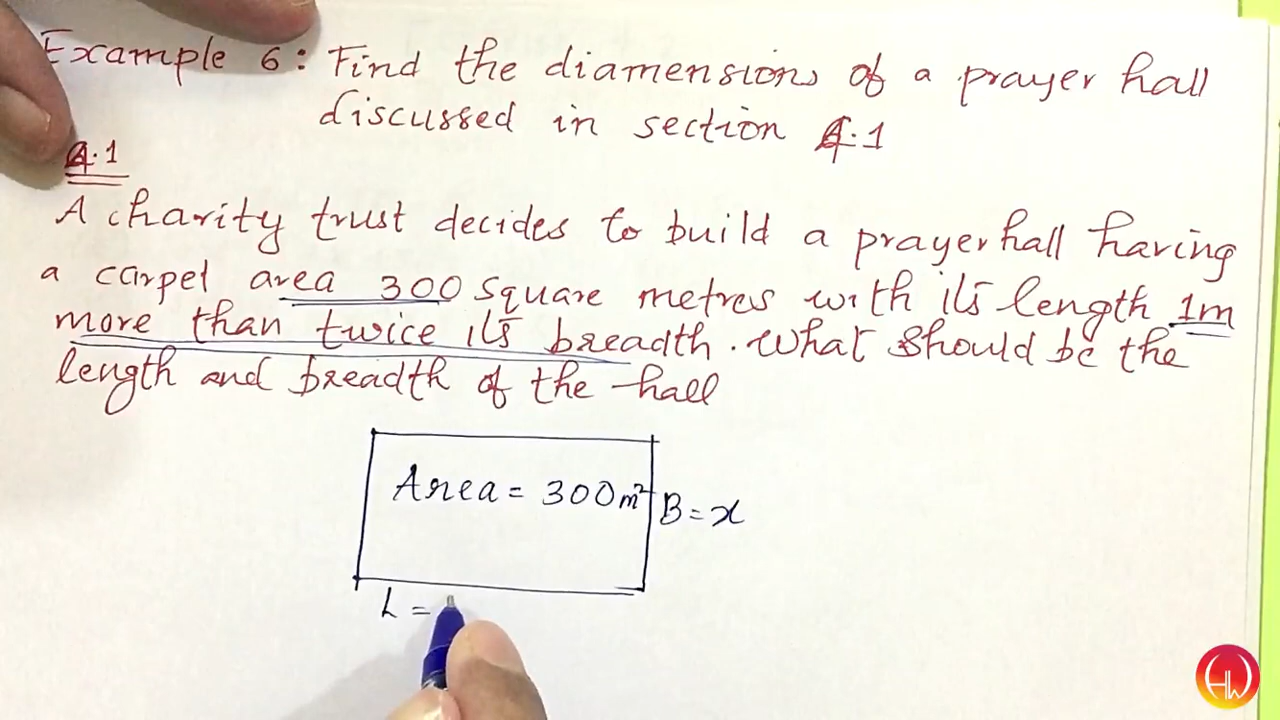 Example 6: Find the diamensions of a prayer hall
discussed in section 4.1
4.1
A charity trust decides to build a prayer hall having
a carpet area 300 square metres with its length 1m
more than twice its breadth. What should be the
length and breadth of the hall
Area = 300m²
B = x
L =
HW